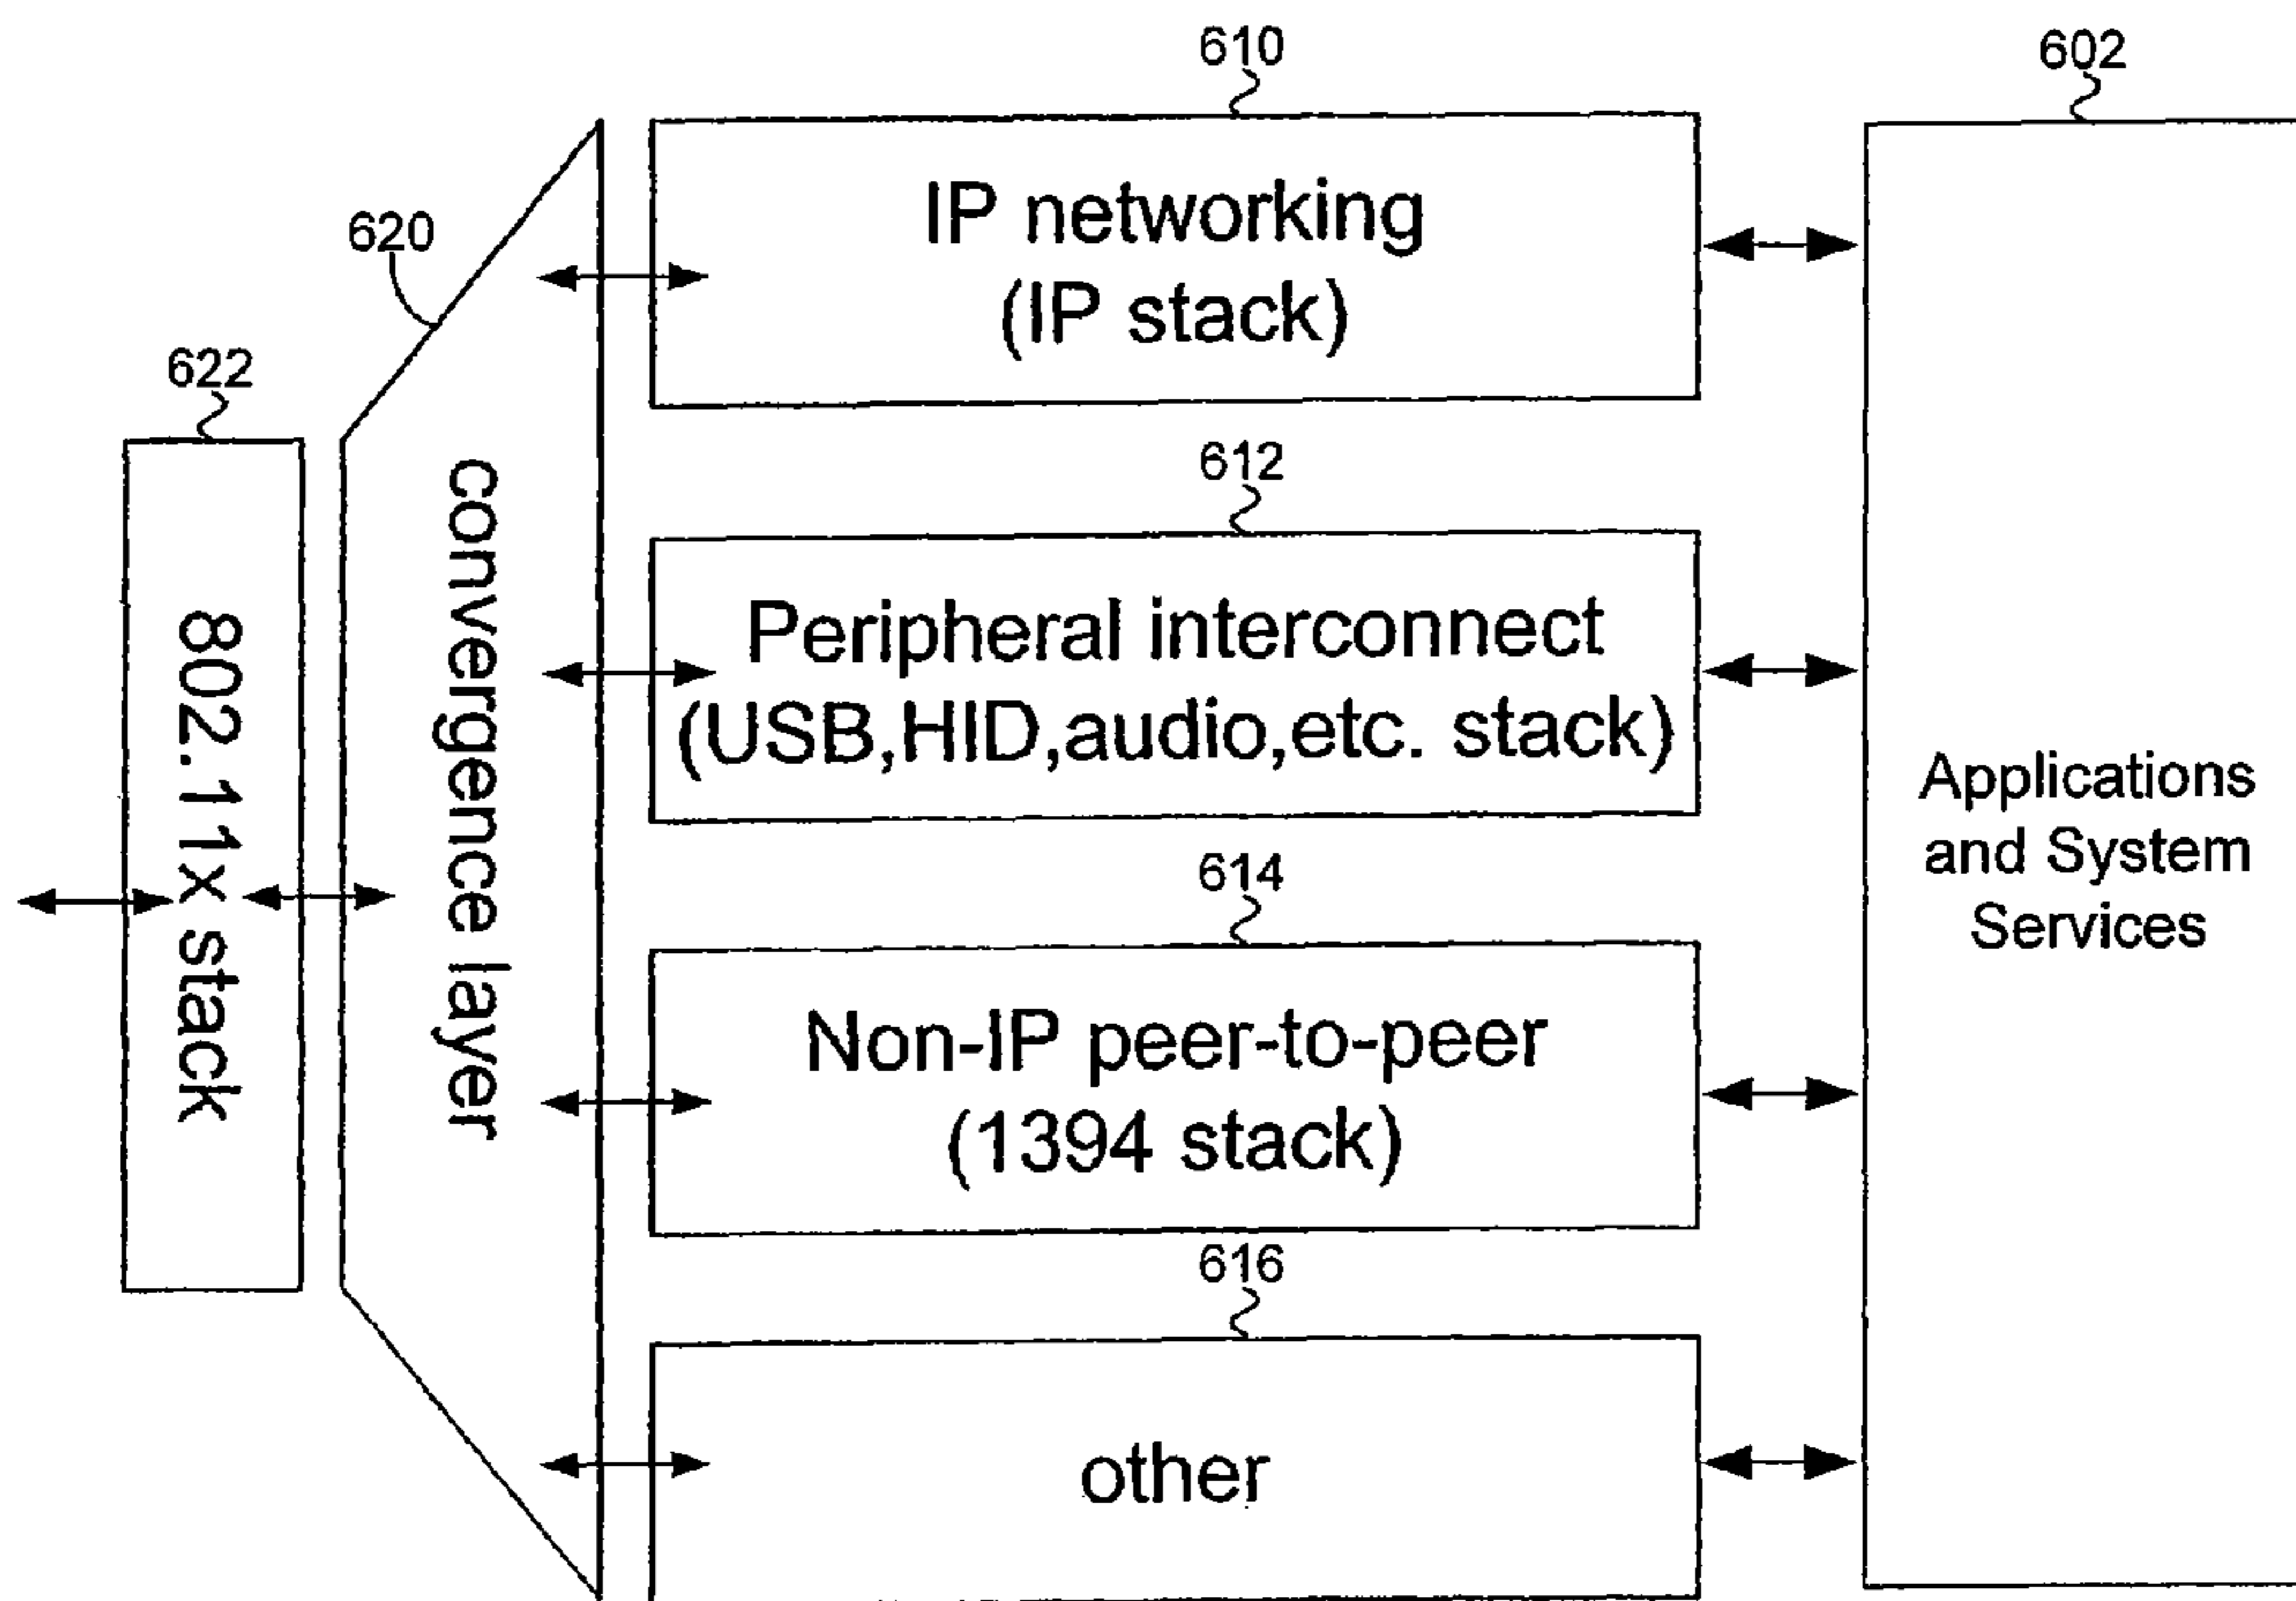 610
602
IP networking
(IP stack)
620
622
612
convergence layer
802.11x stack
Peripheral interconnect
(USB,HID,audio,etc. stack)
Applications
and System
Services
614
Non-IP peer-to-peer
(1394 stack)
616
other